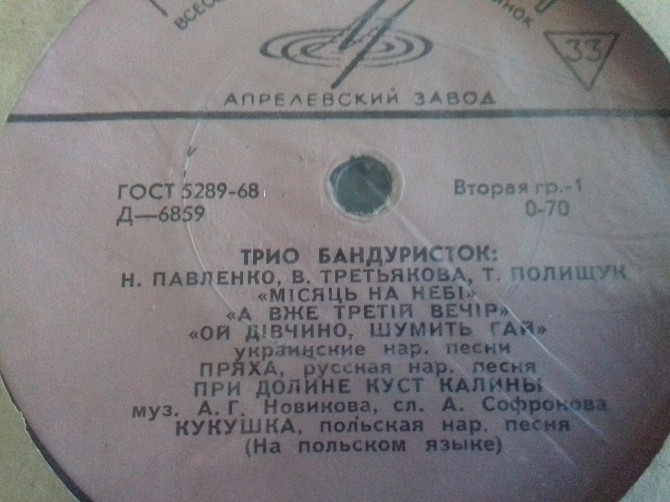 33
АПРЕЛЕВСКИЙ ЗАВОД
ГОСТ 5289-68
Вторая гр.-1
Д—6859
0-70
ТРИО БАНДУРИСТОК:
Н. ПАВЛЕНКО, В. ТРЕТЬЯКОВА, Т. ПОЛИЩУК
«МІСЯЦЬ НА НЕБІ»
«А ВЖЕ ТРЕТІЙ ВЕЧІР»
«ОЙ ДІВЧИНО, ШУМИТЬ ГАЙ»
украинские нар. песни
ПРЯХА, русская нар. песня
ПРИ ДОЛИНЕ КУСТ КАЛИНЫ
муз. А. Г. Новикова, сл. А. Софронова
КУКУШКА, польская нар. песня
(На польском языке)